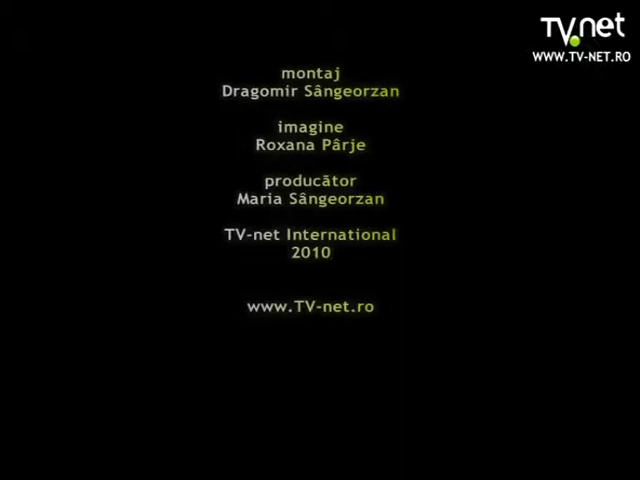 TV.net
WWW.TV-NET.RO
montaj
Dragomir Sângeorzan
imagine
Roxana Pârje
producãtor
Maria Sângeorzan
TV-net International
2010
www.TV-net.ro